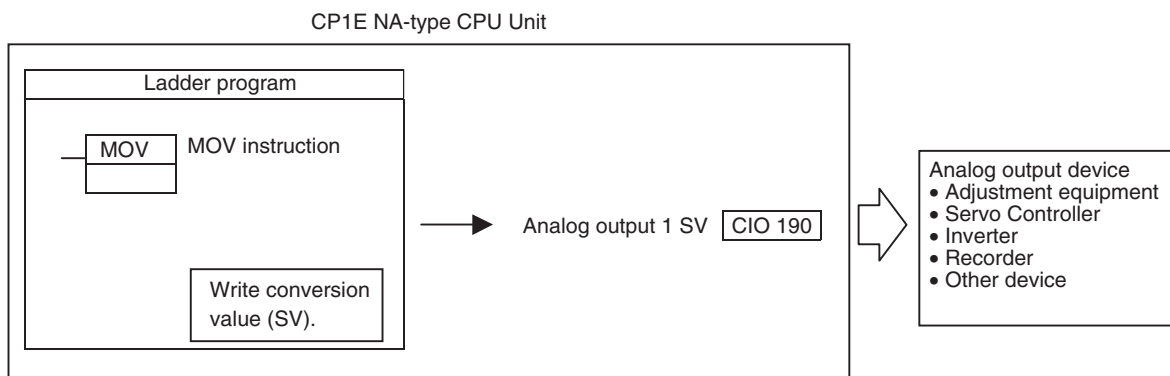 CP1E NA-type CPU Unit
Ladder program
MOV
MOV instruction
Write conversion
value (SV).
Analog output 1 SV
CIO 190
Analog output device
• Adjustment equipment
• Servo Controller
• Inverter
• Recorder
• Other device